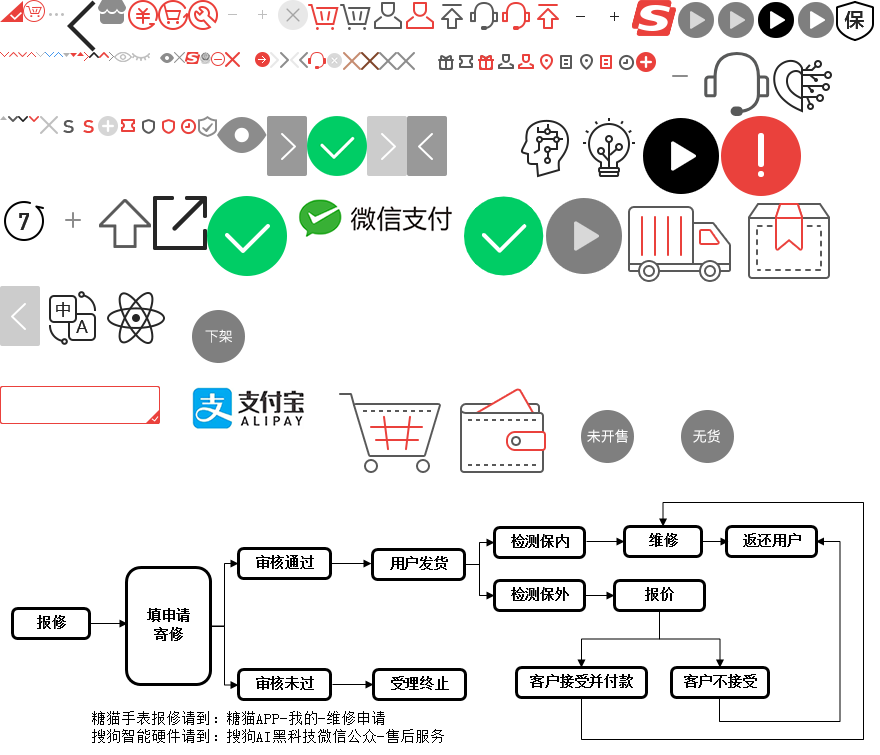 保
S S
7
微信支付
中
A
下架
支付宝
ALIPAY
未开售
无货
报修
填申请
寄修
审核通过
用户发货
检测保内
维修
返还用户
检测保外
报价
审核未过
受理终止
客户接受并付款
客户不接受
糖猫手表报修请到：糖猫APP-我的-维修申请
搜狗智能硬件请到：搜狗AI黑科技微信公众-售后服务